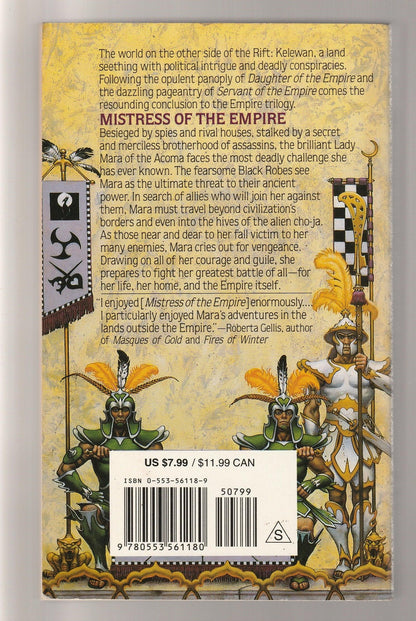 The world on the other side of the Rift: Kelewan, a land
seething with political intrigue and deadly conspiracies.
Following the opulent panoply of Daughter of the Empire and
the dazzling pageantry of Servant of the Empire comes the
resounding conclusion to the Empire trilogy.
MISTRESS OF THE EMPIRE
Besieged by spies and rival houses, stalked by a secret
and merciless brotherhood of assassins, the brilliant Lady
Mara of the Acoma faces the most deadly challenge she
has ever known. The fearsome Black Robes see
Mara as the ultimate threat to their ancient
power. In search of allies who will join her against
them, Mara must travel beyond civilization's
borders and even into the hives of the alien cho-ja.
As those near and dear to her fall victim to her
many enemies, Mara cries out for vengeance.
Drawing on all of her courage and guile, she
prepares to fight her greatest battle of all—for
her life, her home, and the Empire itself.
"I enjoyed [Mistress of the Empire] enormously....
I particularly enjoyed Mara's adventures in the
lands outside the Empire."—Roberta Gellis, author
of Masques of Gold and Fires of Winter
US $7.99 / $11.99 CAN
ISBN 0-553-56118-9
50799
9 780553 561180
S